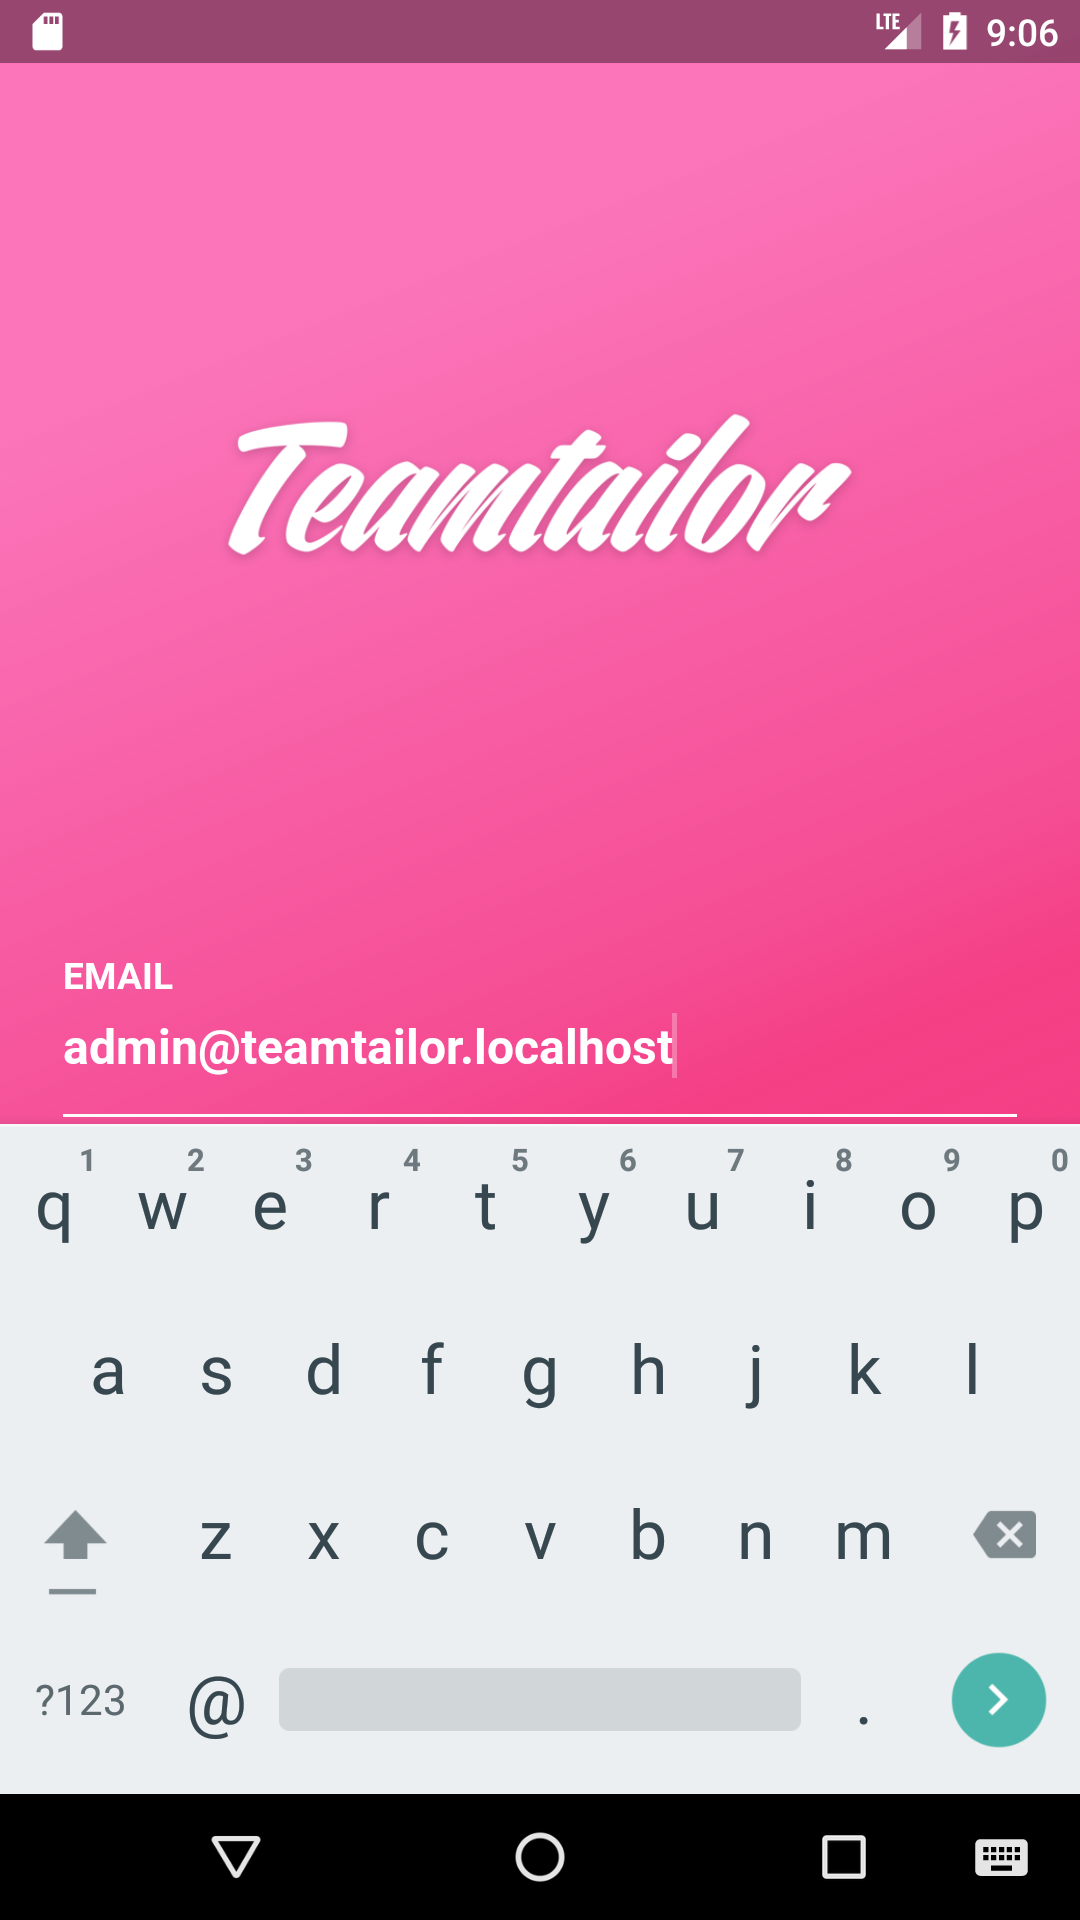 LTE 9:06
Teamtailor
EMAIL
admin@teamtailor.localhost
1 2 3 4 5 6 7 8 9 0
q w e r t y u i o p
a s d f g h j k l
z x c v b n m
?123 @ .